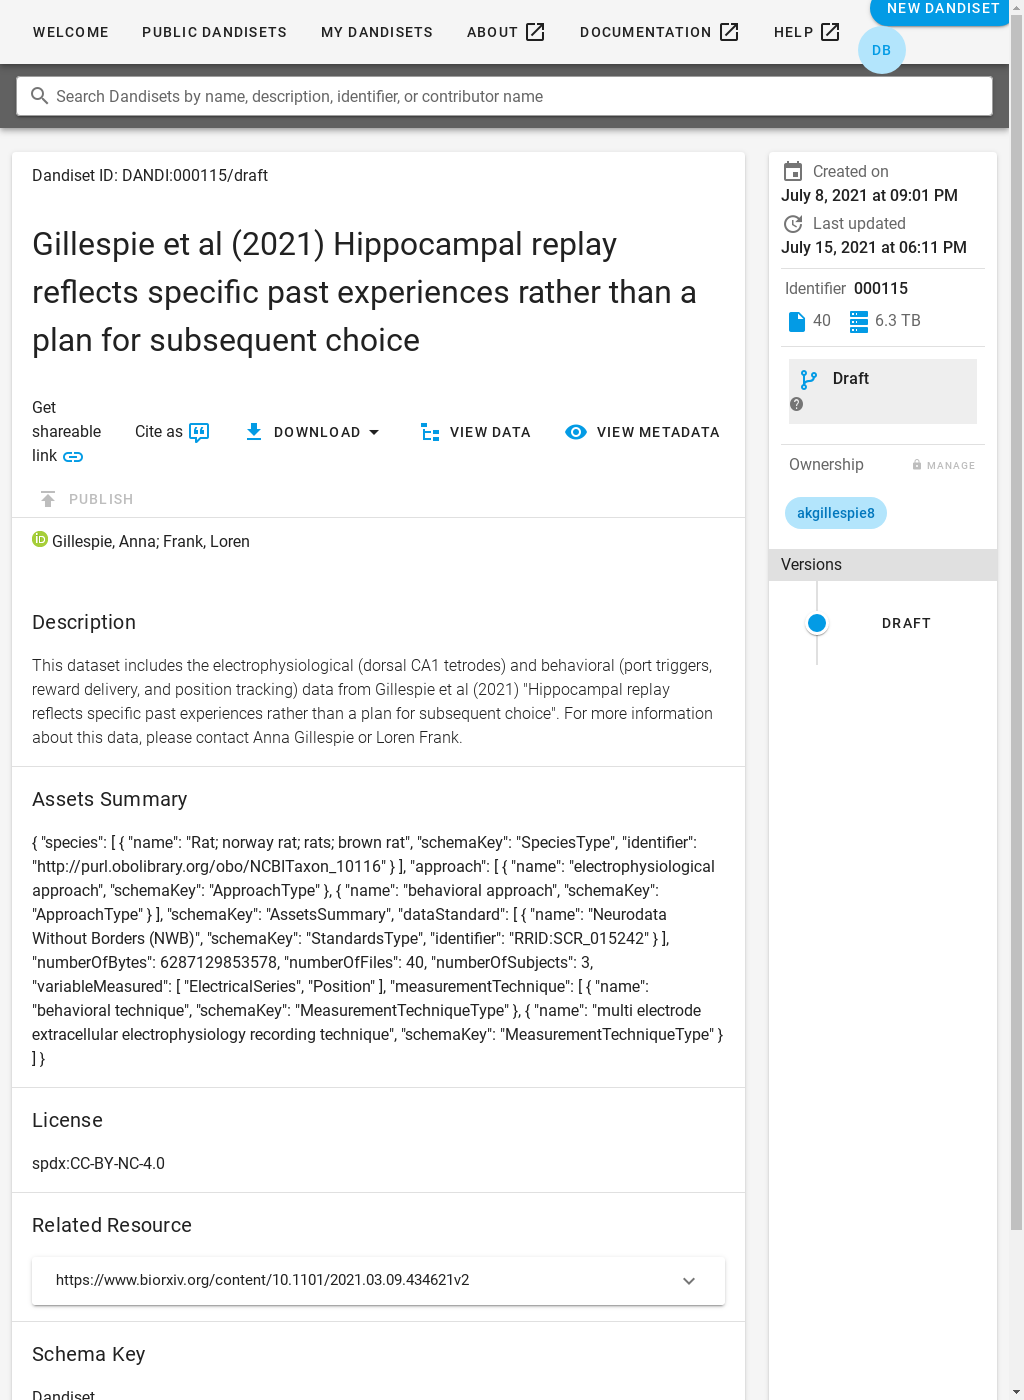 WELCOME PUBLIC DANDISETS MY DANDISETS ABOUT DOCUMENTATION HELP NEW DANDISET
DB
Search Dandisets by name, description, identifier, or contributor name
Dandiset ID: DANDI:000115/draft
Gillespie et al (2021) Hippocampal replay
reflects specific past experiences rather than a
plan for subsequent choice
Get
shareable
link
Cite as
DOWNLOAD
VIEW DATA
VIEW METADATA
PUBLISH
iD Gillespie, Anna; Frank, Loren
Description
This dataset includes the electrophysiological (dorsal CA1 tetrodes) and behavioral (port triggers,
reward delivery, and position tracking) data from Gillespie et al (2021) "Hippocampal replay
reflects specific past experiences rather than a plan for subsequent choice". For more information
about this data, please contact Anna Gillespie or Loren Frank.
Assets Summary
{ "species": [ { "name": "Rat; norway rat; rats; brown rat", "schemaKey": "SpeciesType", "identifier":
"http://purl.obolibrary.org/obo/NCBITaxon_10116" } ], "approach": [ { "name": "electrophysiological
approach", "schemaKey": "ApproachType" }, { "name": "behavioral approach", "schemaKey":
"ApproachType" } ], "schemaKey": "AssetsSummary", "dataStandard": [ { "name": "Neurodata
Without Borders (NWB)", "schemaKey": "StandardsType", "identifier": "RRID:SCR_015242" } ],
"numberOfBytes": 6287129853578, "numberOfFiles": 40, "numberOfSubjects": 3,
"variableMeasured": [ "ElectricalSeries", "Position" ], "measurementTechnique": [ { "name":
"behavioral technique", "schemaKey": "MeasurementTechniqueType" }, { "name": "multi electrode
extracellular electrophysiology recording technique", "schemaKey": "MeasurementTechniqueType" }
] }
License
spdx:CC-BY-NC-4.0
Related Resource
https://www.biorxiv.org/content/10.1101/2021.03.09.434621v2
Schema Key
Dandiset
Created on
July 8, 2021 at 09:01 PM
Last updated
July 15, 2021 at 06:11 PM
Identifier 000115
40 6.3 TB
Draft
?
Ownership MANAGE
akgillespie8
Versions
DRAFT